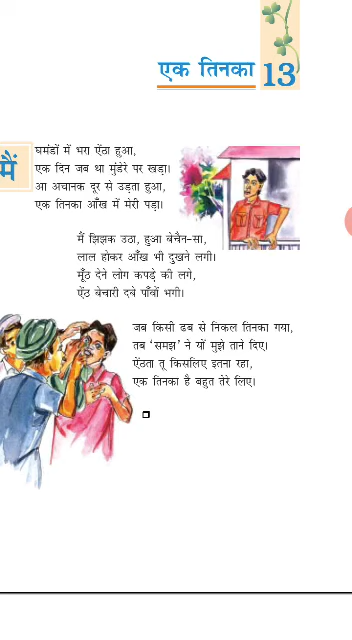 एक तिनका 13
मैं घमंडों में भरा ऐंठा हुआ,
एक दिन जब था मुंडेरे पर खड़ा।
आ अचानक दूर से उड़ता हुआ,
एक तिनका आँख में मेरी पड़ा।
मैं झिझक उठा, हुआ बेचैन-सा,
लाल होकर आँख भी दुखने लगी।
मूँठ देने लोग कपड़े की लगे,
ऐंठ बेचारी दबे पाँवों भगी।
जब किसी ढब से निकल तिनका गया,
तब ‘समझ’ ने यों मुझे ताने दिए।
ऐंठता तू किसलिए इतना रहा,
एक तिनका है बहुत तेरे लिए।